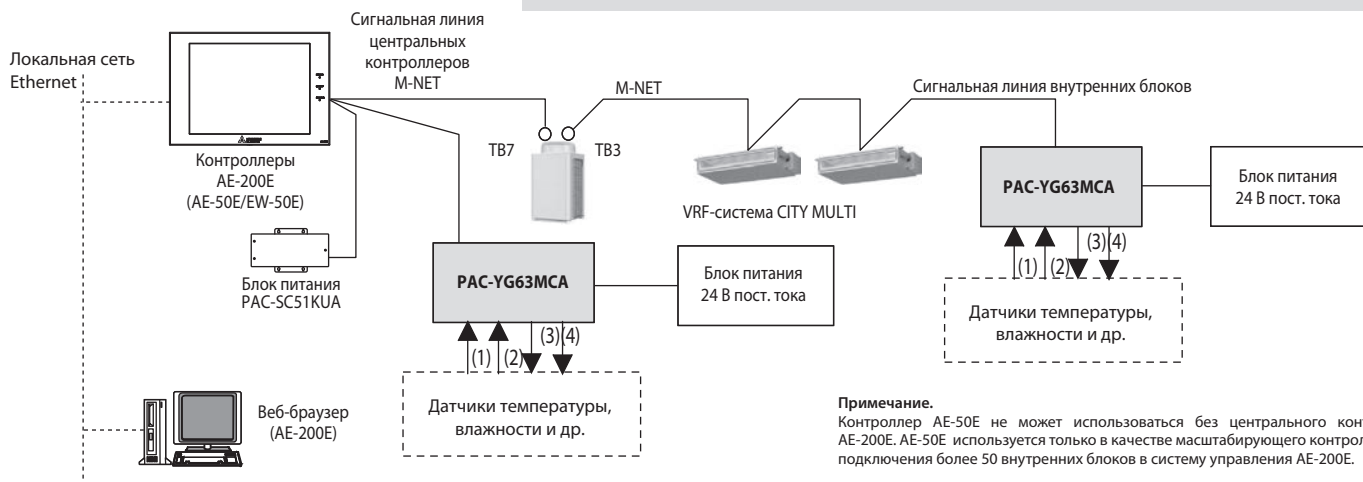 Сигнальная линия
центральных
контроллеров
M-NET
Локальная сеть
Ethernet
M-NET
Сигнальная линия внутренних блоков
TB7
TB3
Контроллеры
AE-200E
(AE-50E/EW-50E)
VRF-система CITY MULTI
PAC-YG63MCA
Блок питания
24 В пост. тока
(1)
(2)
(3)
(4)
Датчики температуры,
влажности и др.
Блок питания
PAC-SC51KUA
PAC-YG63MCA
Блок питания
24 В пост. тока
(1)
(2)
(3)
(4)
Датчики температуры,
влажности и др.
Веб-браузер
(AE-200E)
Примечание.
Контроллер AE-50E не может использоваться без центрального конт
AE-200E. AE-50E используется только в качестве масштабирующего контрол
подключения более 50 внутренних блоков в систему управления AE-200E.